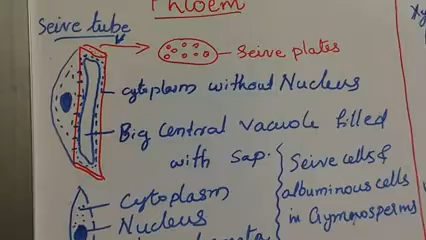 Phloem
Seive tube
Seive plates
cytoplasm without Nucleus
Big Central Vacuole filled
with sap.
Seive cells &
albuminous cells
in Gymnosperms
Cytoplasm
Nucleus
Xy